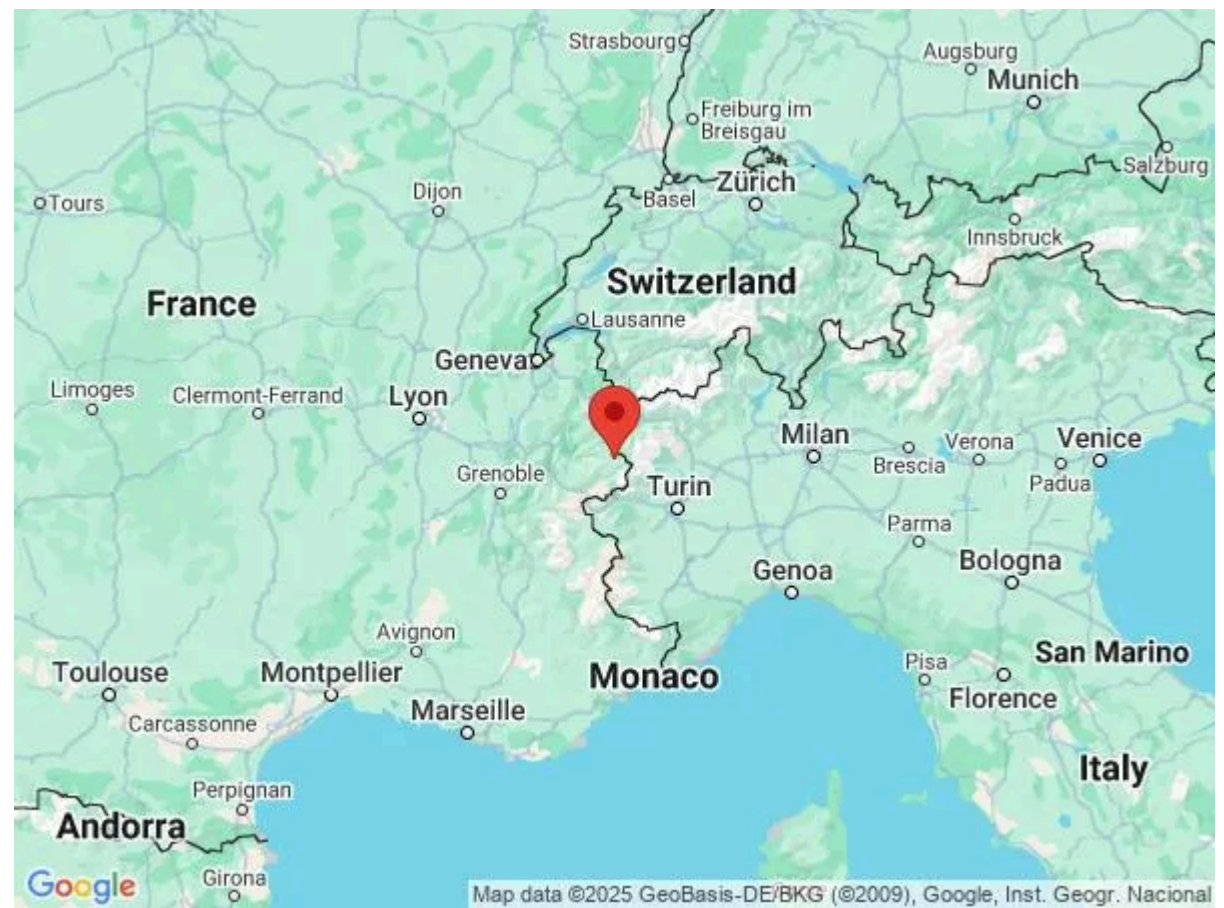 Strasbourg
Augsburg
Munich
Freiburg im
Breisgau
Salzburg
Zürich
Basel
Dijon
Tours
Innsbruck
Switzerland
France
Lausanne
Geneva
Limoges
Clermont-Ferrand
Lyon
Milan
Verona
Venice
Brescia
Padua
Grenoble
Turin
Parma
Bologna
Genoa
Avignon
San Marino
Pisa
Toulouse
Montpellier
Monaco
Florence
Marseille
Carcassonne
Italy
Perpignan
Andorra
Girona
Google
Map data ©2025 GeoBasis-DE/BKG (©2009), Google, Inst. Geogr. Nacional